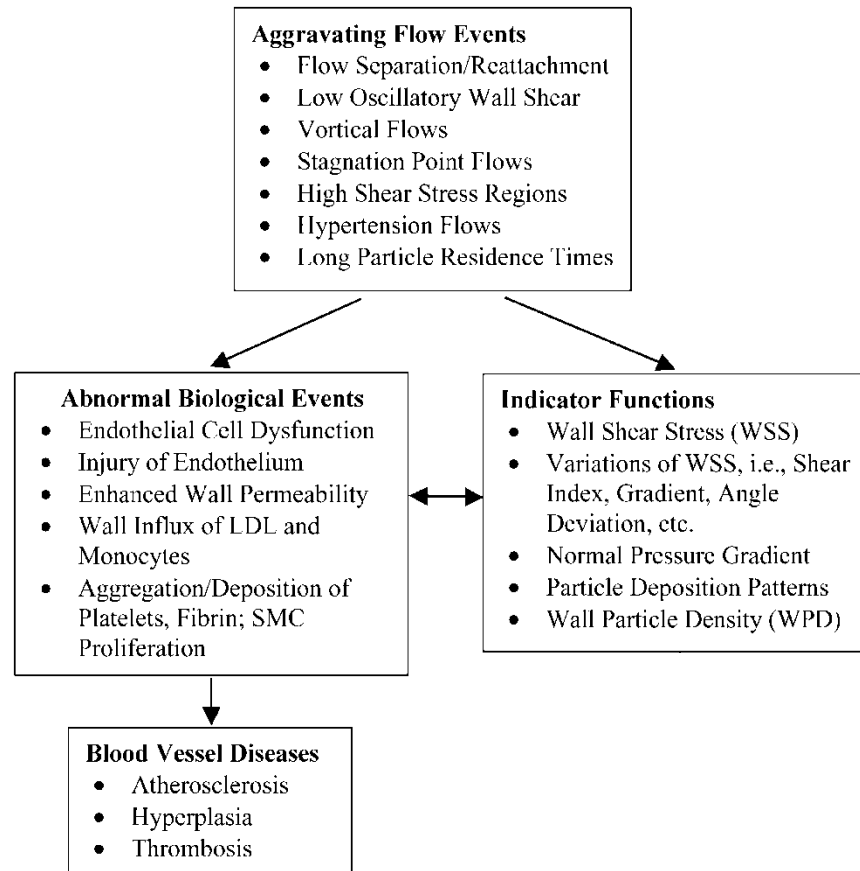 Aggravating Flow Events
• Flow Separation/Reattachment
• Low Oscillatory Wall Shear
• Vortical Flows
• Stagnation Point Flows
• High Shear Stress Regions
• Hypertension Flows
• Long Particle Residence Times
Abnormal Biological Events
• Endothelial Cell Dysfunction
• Injury of Endothelium
• Enhanced Wall Permeability
• Wall Influx of LDL and
Monocytes
• Aggregation/Deposition of
Platelets, Fibrin; SMC
Proliferation
Indicator Functions
• Wall Shear Stress (WSS)
• Variations of WSS, i.e., Shear
Index, Gradient, Angle
Deviation, etc.
• Normal Pressure Gradient
• Particle Deposition Patterns
• Wall Particle Density (WPD)
Blood Vessel Diseases
• Atherosclerosis
• Hyperplasia
• Thrombosis